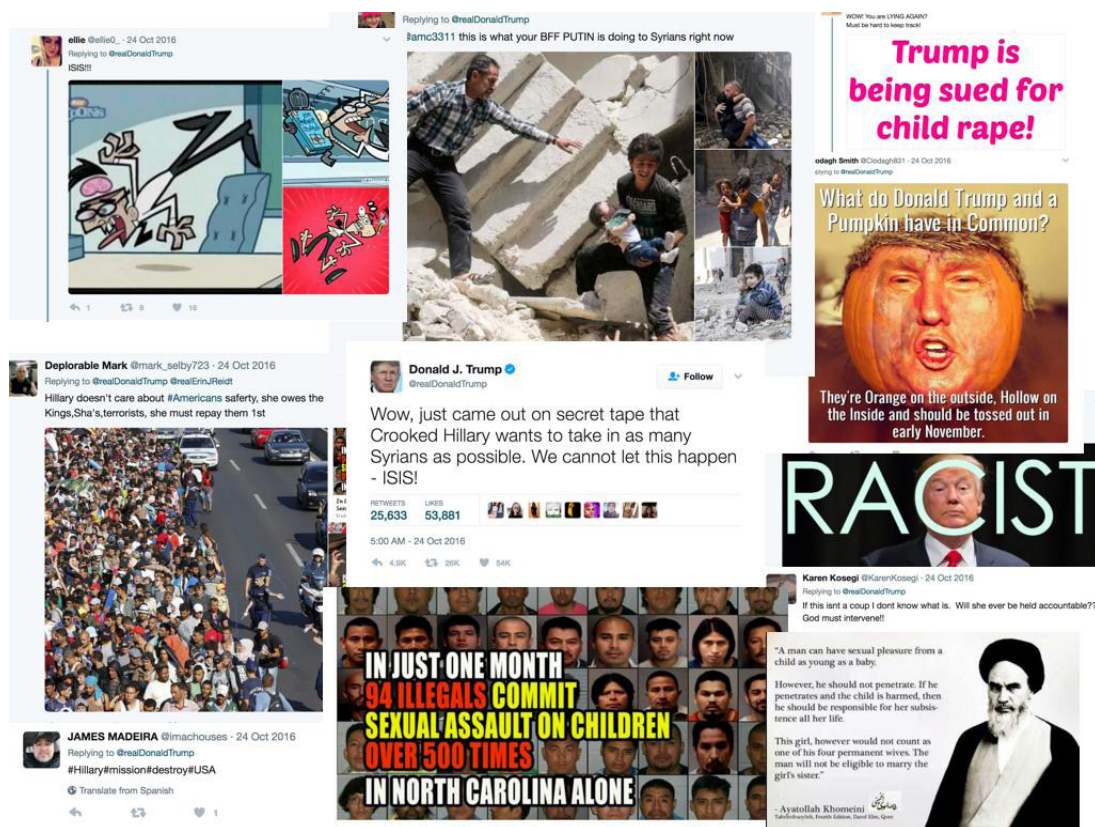 ellie @ellie0_ · 24 Oct 2016
Replying to @realDonaldTrump
ISIS!!!
1 8 16
Replying to @realDonaldTrump
@amc3311 this is what your BFF PUTIN is doing to Syrians right now
WOW! You are LYING AGAIN?
Must be hard to keep track!
Trump is
being sued for
child rape!
odagh Smith @Clodagh831 · 24 Oct 2016
plying to @realDonaldTrump
What do Donald Trump and a
Pumpkin have in Common?
They're Orange on the outside, Hollow on
the Inside and should be tossed out in
early November.
Deplorable Mark @mark_selby723 · 24 Oct 2016
Replying to @realDonaldTrump @realErinJReidt
Hillary doesn't care about #Americans saferty, she owes the
Kings,Sha's,terrorists, she must repay them 1st
Donald J. Trump
@realDonaldTrump
Follow
Wow, just came out on secret tape that
Crooked Hillary wants to take in as many
Syrians as possible. We cannot let this happen
- ISIS!
RETWEETS LIKES
25,633 53,881
5:00 AM - 24 Oct 2016
4.9K 26K 54K
RACIST
Karen Kosegi @KarenKosegi · 24 Oct 2016
Replying to @realDonaldTrump
If this isnt a coup I dont know what is. Will she ever be held accountable??
God must intervene!!
"A man can have sexual pleasure from a
child as young as a baby.
However, he should not penetrate. If he
penetrates and the child is harmed, then
he should be responsible for her subsis-
tence all her life.
This girl, however would not count as
one of his four permanent wives. The
man will not be eligible to marry the
girl's sister."
- Ayatollah Khomeini
IN JUST ONE MONTH
94 ILLEGALS COMMIT
SEXUAL ASSAULT ON CHILDREN
OVER 500 TIMES
IN NORTH CAROLINA ALONE
JAMES MADEIRA @imachouses · 24 Oct 2016
Replying to @realDonaldTrump
#Hillary#mission#destroy#USA
Translate from Spanish
1